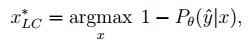 x*_{LC} = argmax_x 1 − P_θ(ŷ|x),